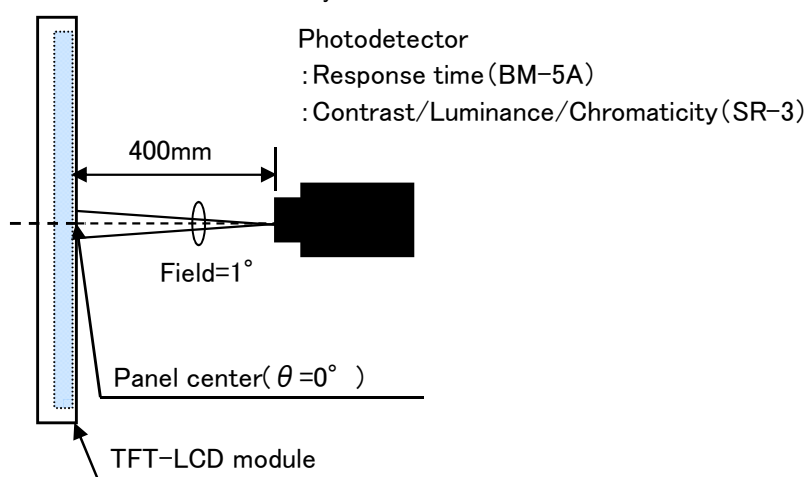 Photodetector
:Response time(BM-5A)
:Contrast/Luminance/Chromaticity(SR-3)
400mm
Field=1°
Panel center(θ=0° )
TFT-LCD module